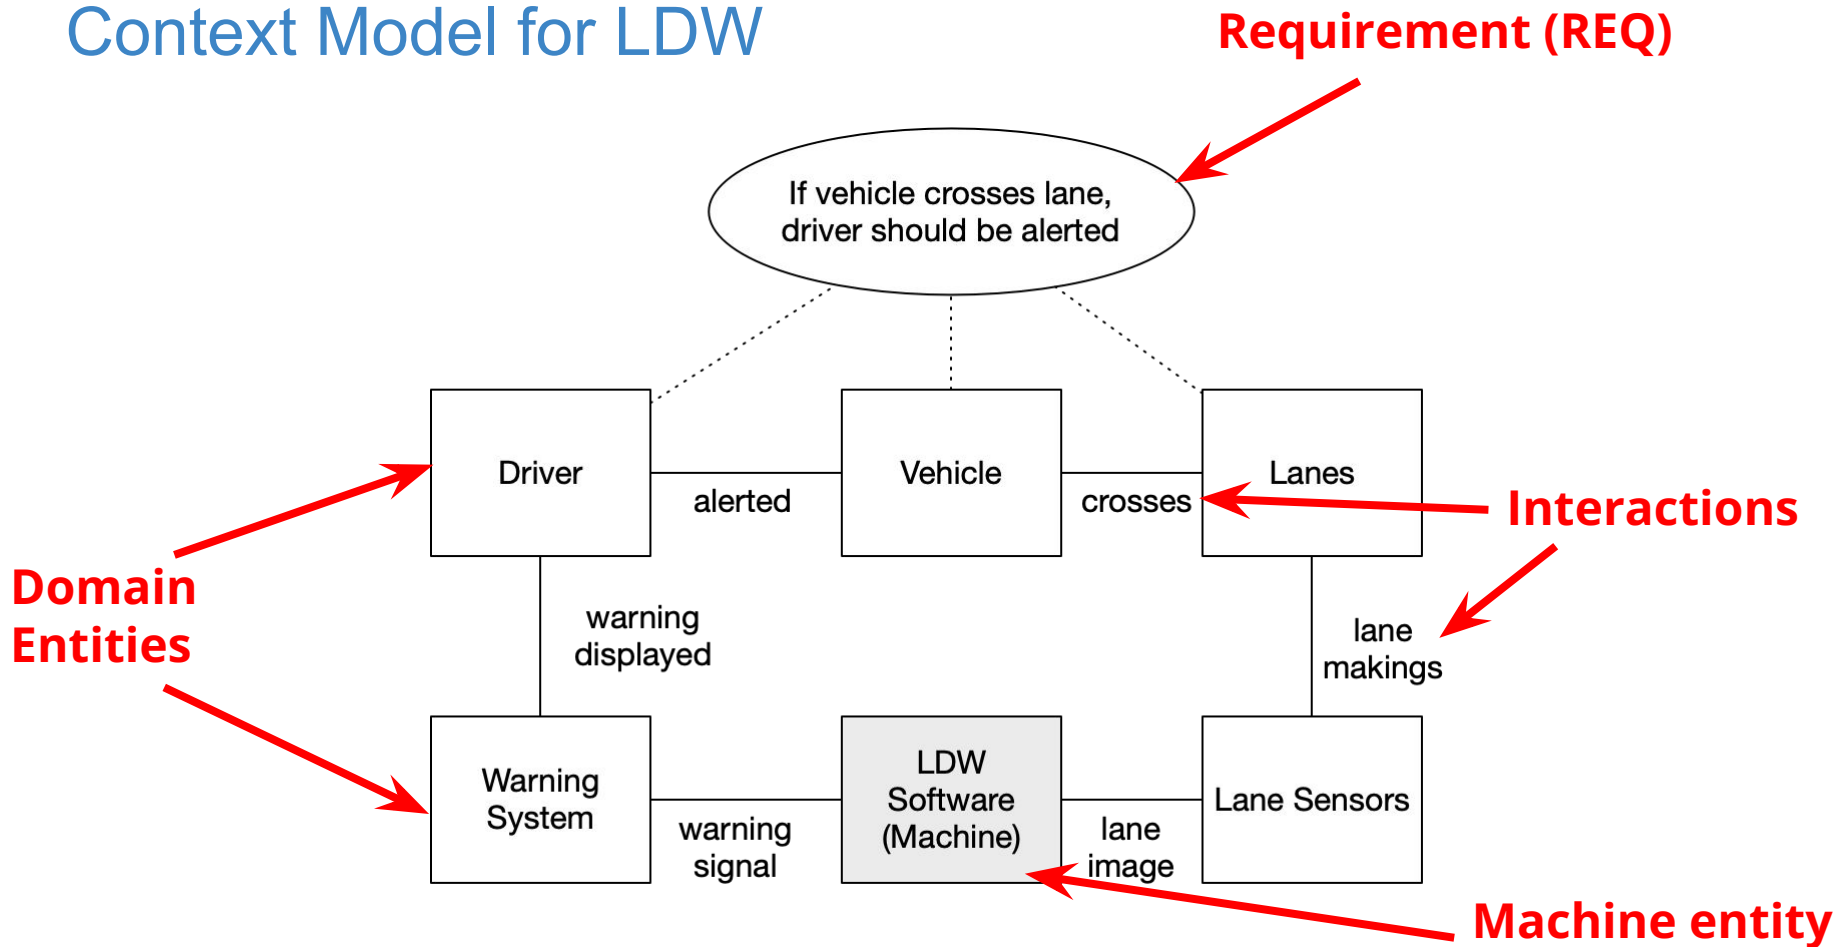 Context Model for LDW
Requirement (REQ)
If vehicle crosses lane,
driver should be alerted
Driver
alerted
Vehicle
crosses
Lanes
Interactions
Domain
Entities
warning
displayed
lane
makings
Warning
System
warning
signal
LDW
Software
(Machine)
lane
image
Lane Sensors
Machine entity